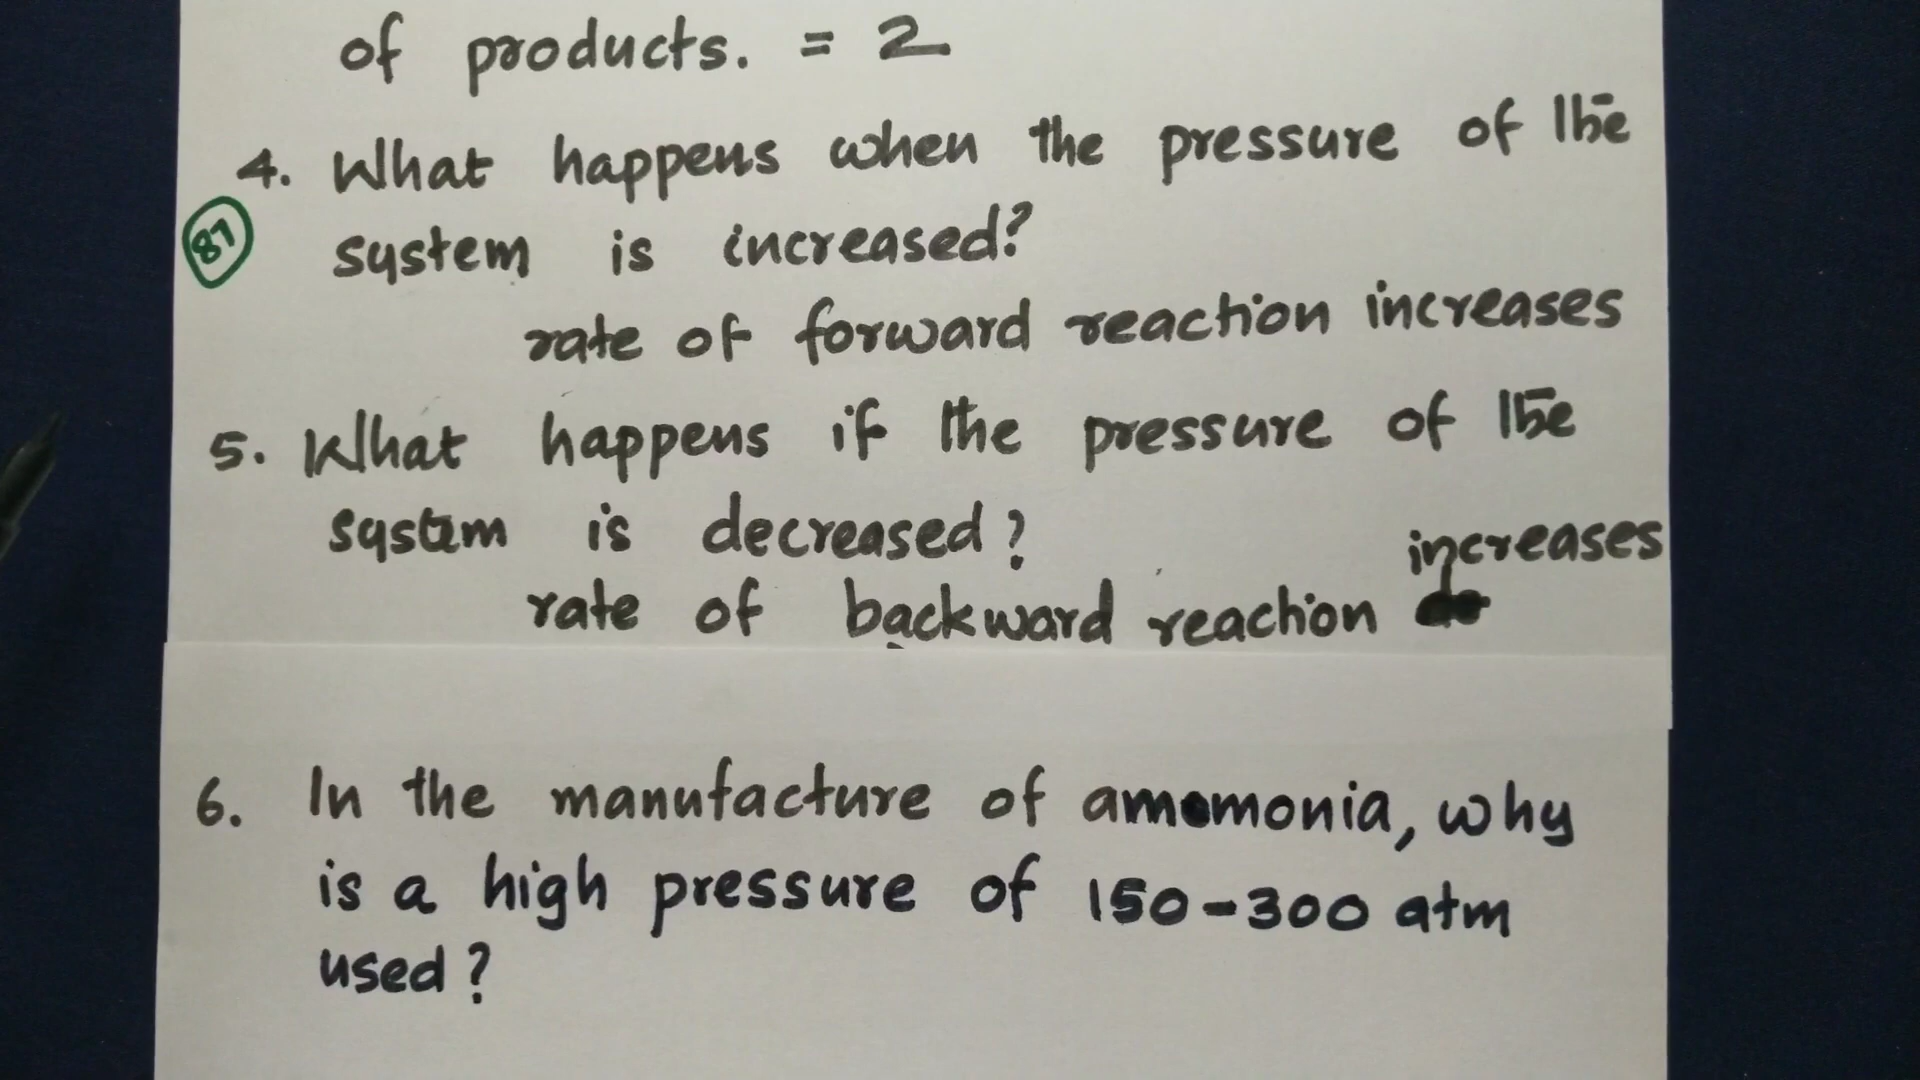 of products. = 2
4. What happens when the pressure of the
87
system is increased?
rate of forward reaction increases
5. What happens if the pressure of the
system is decreased?
increases
rate of backward reaction
6. In the manufacture of amomonia, why
is a high pressure of 150-300 atm
used?